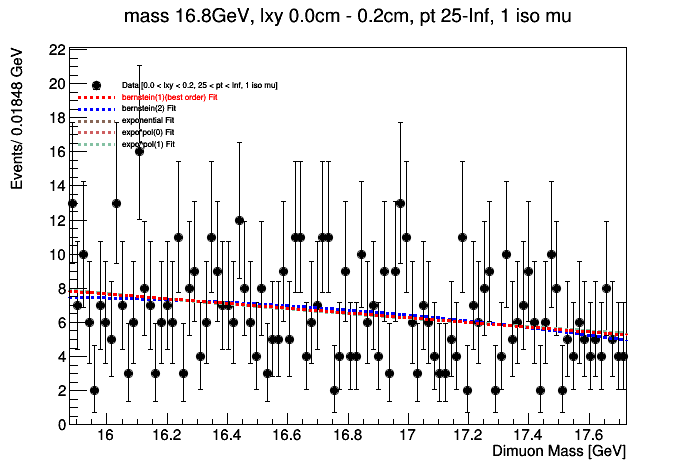 mass 16.8GeV, lxy 0.0cm - 0.2cm, pt 25-Inf, 1 iso mu
Events/ 0.01848 GeV
22
20
18
16
14
12
10
8
6
4
2
0
Data [0.0 < lxy < 0.2, 25 < pt < Inf, 1 iso mu]
bernstein(1)(best order) Fit
bernstein(2) Fit
exponential Fit
expo*pol(0) Fit
expo*pol(1) Fit
16 16.2 16.4 16.6 16.8 17 17.2 17.4 17.6
Dimuon Mass [GeV]